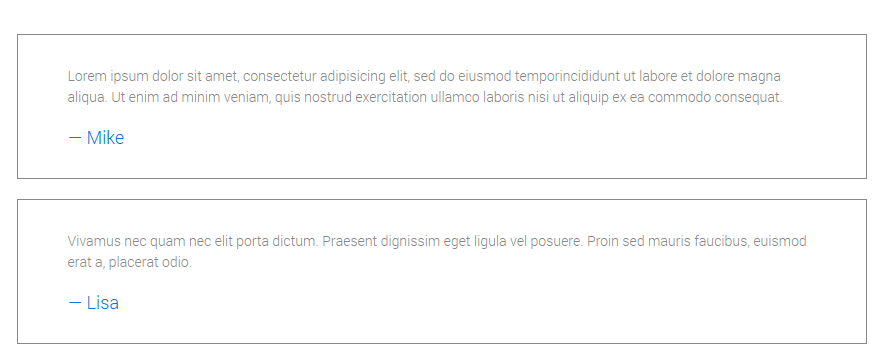 Lorem ipsum dolor sit amet, consectetur adipisicing elit, sed do eiusmod temporincididunt ut labore et dolore magna
aliqua. Ut enim ad minim veniam, quis nostrud exercitation ullamco laboris nisi ut aliquip ex ea commodo consequat.
— Mike
Vivamus nec quam nec elit porta dictum. Praesent dignissim eget ligula vel posuere. Proin sed mauris faucibus, euismod
erat a, placerat odio.
— Lisa